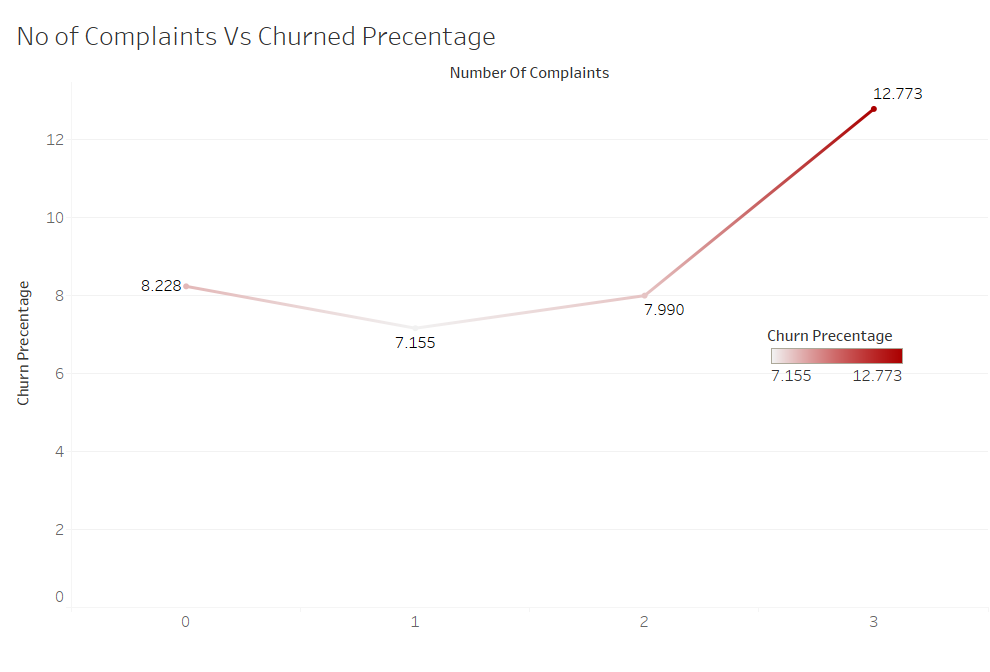 No of Complaints Vs Churned Precentage
Number Of Complaints
12.773
12
10
8.228
8
7.990
7.155
Churn Precentage
Churn Precentage
7.155 12.773
6
4
2
0
0 1 2 3